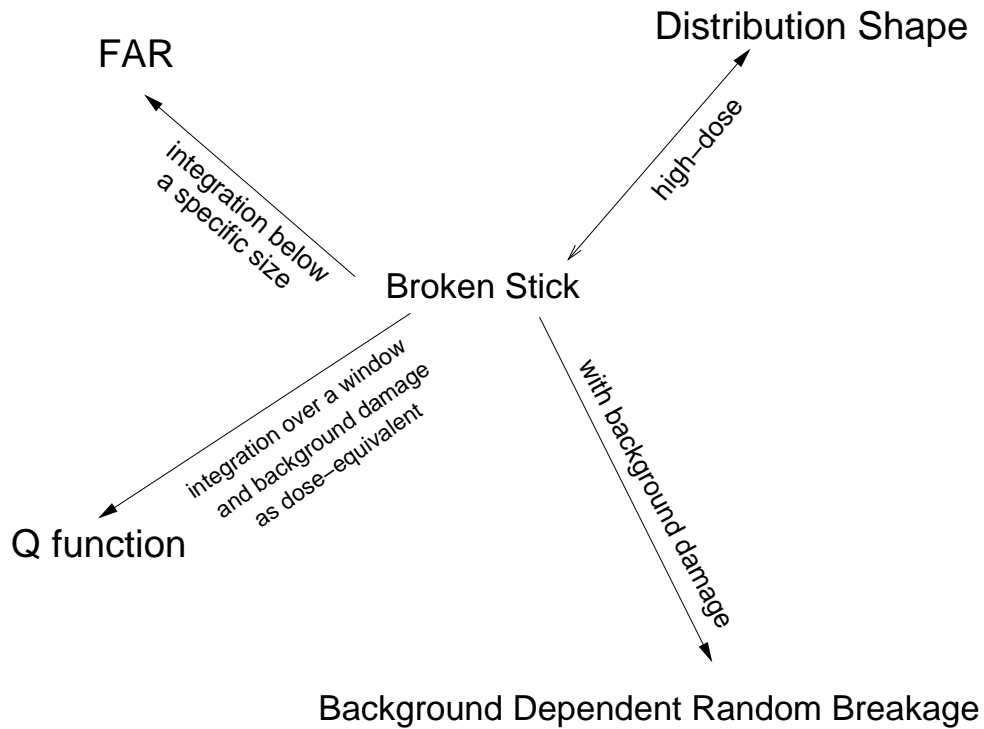 Distribution Shape
FAR
high−dose
integration below
a specific size
Broken Stick
integration over a window
and background damage
as dose−equivalent
with background damage
Q function
Background Dependent Random Breakage